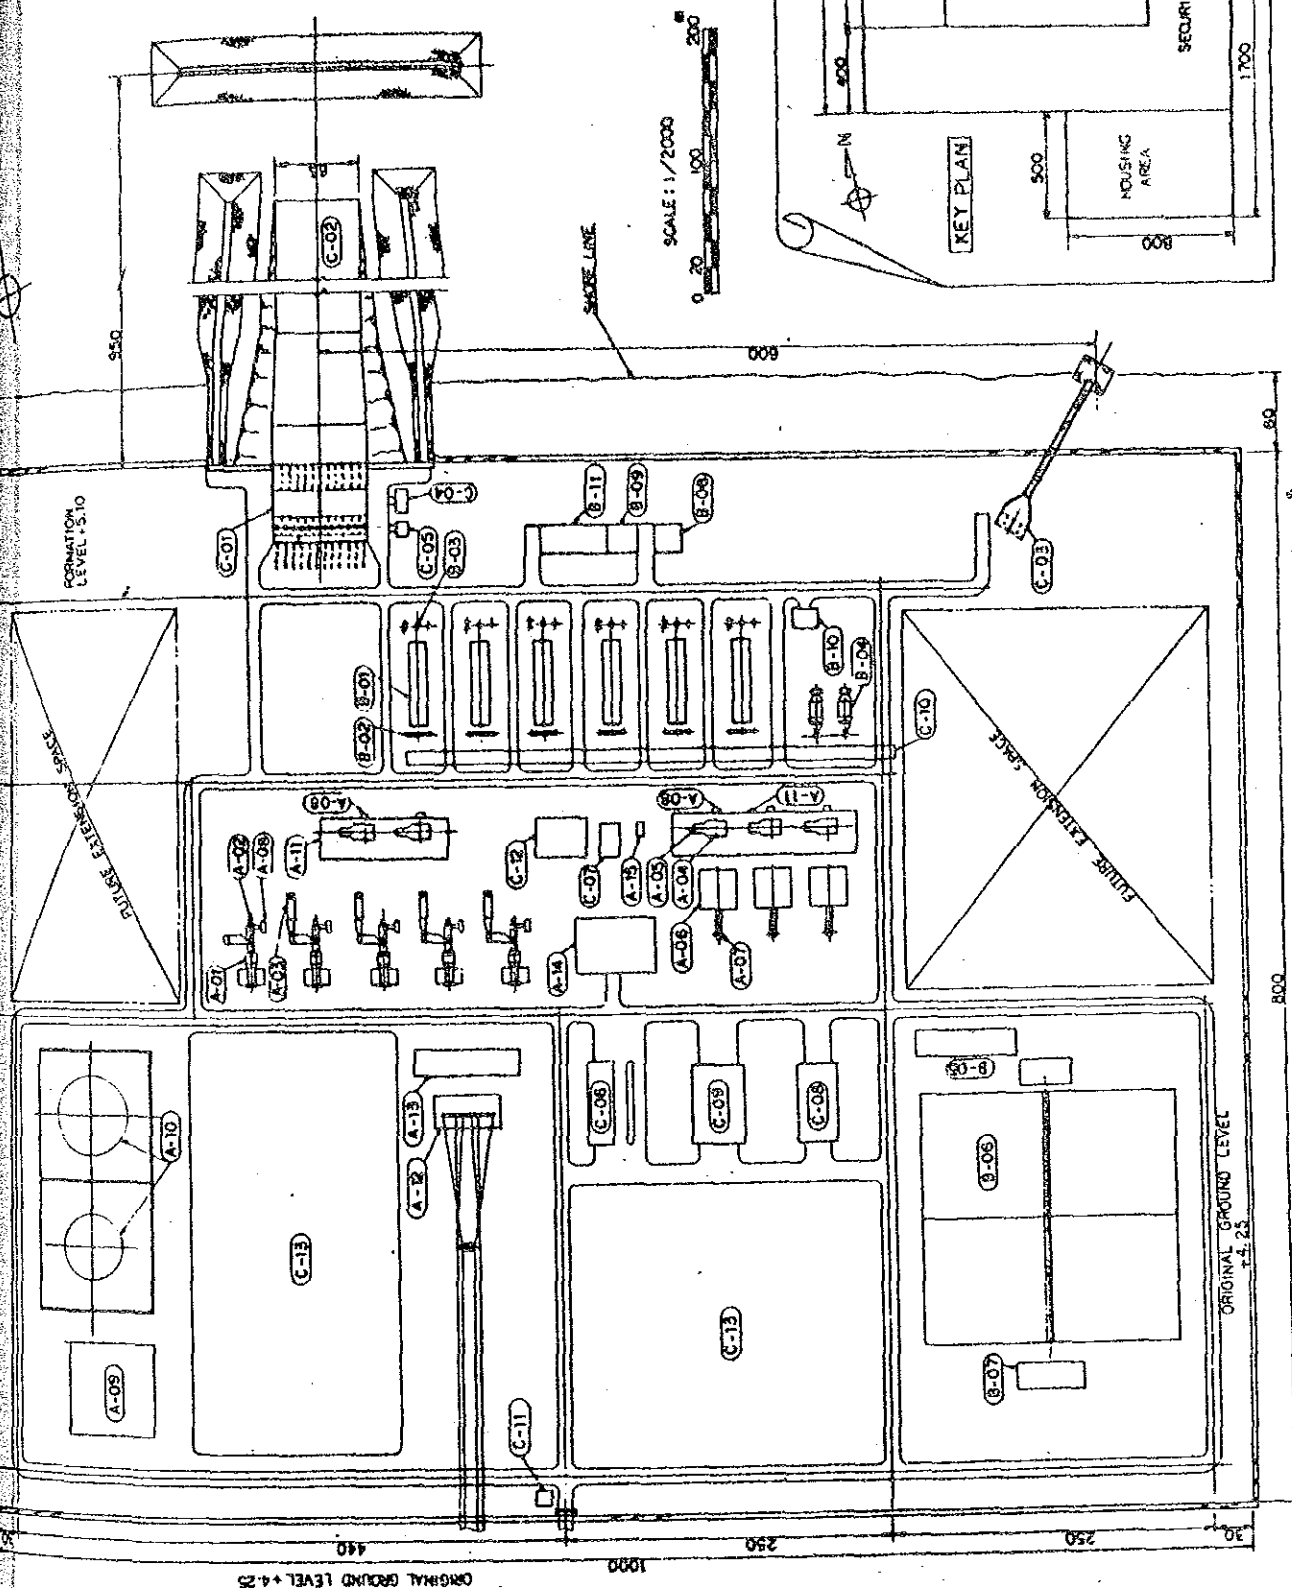 200
m
100
20
0
SCALE: 1/2000
SHORE LINE
950
600
60
800
400
KEY PLAN
N
500
HOUSING
AREA
800
1700
FORMATION
LEVEL +5.10
FUTURE EXTENSION SPACE
FUTURE EXTENSION SPACE
C-02
C-01
C-04
C-05
B-03
B-11
B-09
C-03
B-01
B-02
B-10
B-04
C-10
A-08
A-11
A-02
A-08
A-01
A-03
C-12
C-07
A-15
A-05
A-04
A-08
A-11
A-14
A-06
A-07
A-10
A-09
C-13
A-13
A-12
C-06
C-09
C-08
C-13
B-06
B-07
C-11
ORIGINAL GROUND LEVEL
+4.25
440
250
250
30
1000
ORIGINAL GROUND LEVEL +4.25